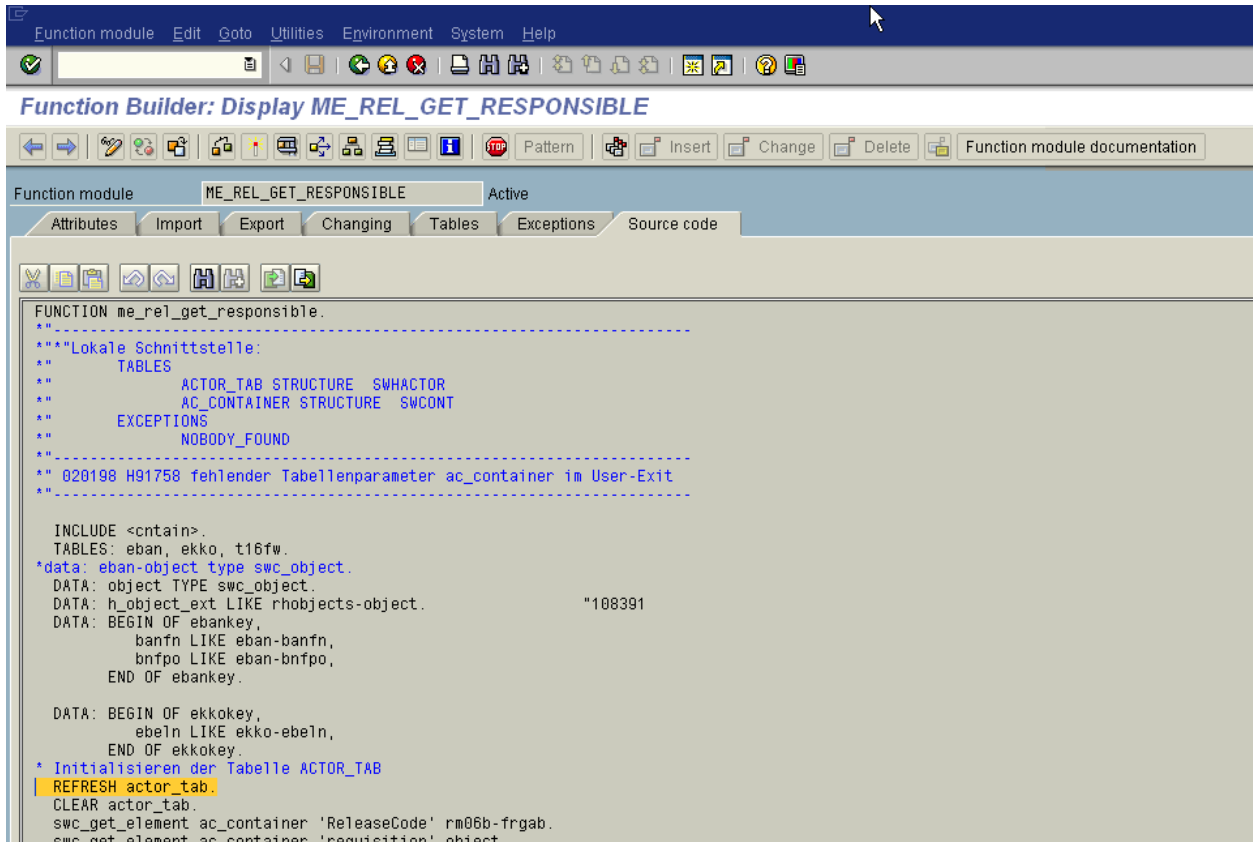 Function module Edit Goto Utilities Environment System Help
Function Builder: Display ME_REL_GET_RESPONSIBLE
Pattern Insert Change Delete Function module documentation
Function module ME_REL_GET_RESPONSIBLE Active
Attributes Import Export Changing Tables Exceptions Source code
FUNCTION me_rel_get_responsible.
*"----------------------------------------------------------------------
*"*"Lokale Schnittstelle:
*" TABLES
*" ACTOR_TAB STRUCTURE SWHACTOR
*" AC_CONTAINER STRUCTURE SWCONT
*" EXCEPTIONS
*" NOBODY_FOUND
*"----------------------------------------------------------------------
*" 020198 H91758 fehlender Tabellenparameter ac_container im User-Exit
*"----------------------------------------------------------------------
INCLUDE <cntain>.
TABLES: eban, ekko, t16fw.
*data: eban-object type swc_object.
DATA: object TYPE swc_object.
DATA: h_object_ext LIKE rhobjects-object. "108391
DATA: BEGIN OF ebankey,
banfn LIKE eban-banfn,
bnfpo LIKE eban-bnfpo,
END OF ebankey.
DATA: BEGIN OF ekkokey,
ebeln LIKE ekko-ebeln,
END OF ekkokey.
* Initialisieren der Tabelle ACTOR_TAB
REFRESH actor_tab.
CLEAR actor_tab.
swc_get_element ac_container 'ReleaseCode' rm06b-frgab.
swc_get_element ac_container 'requisition' object.